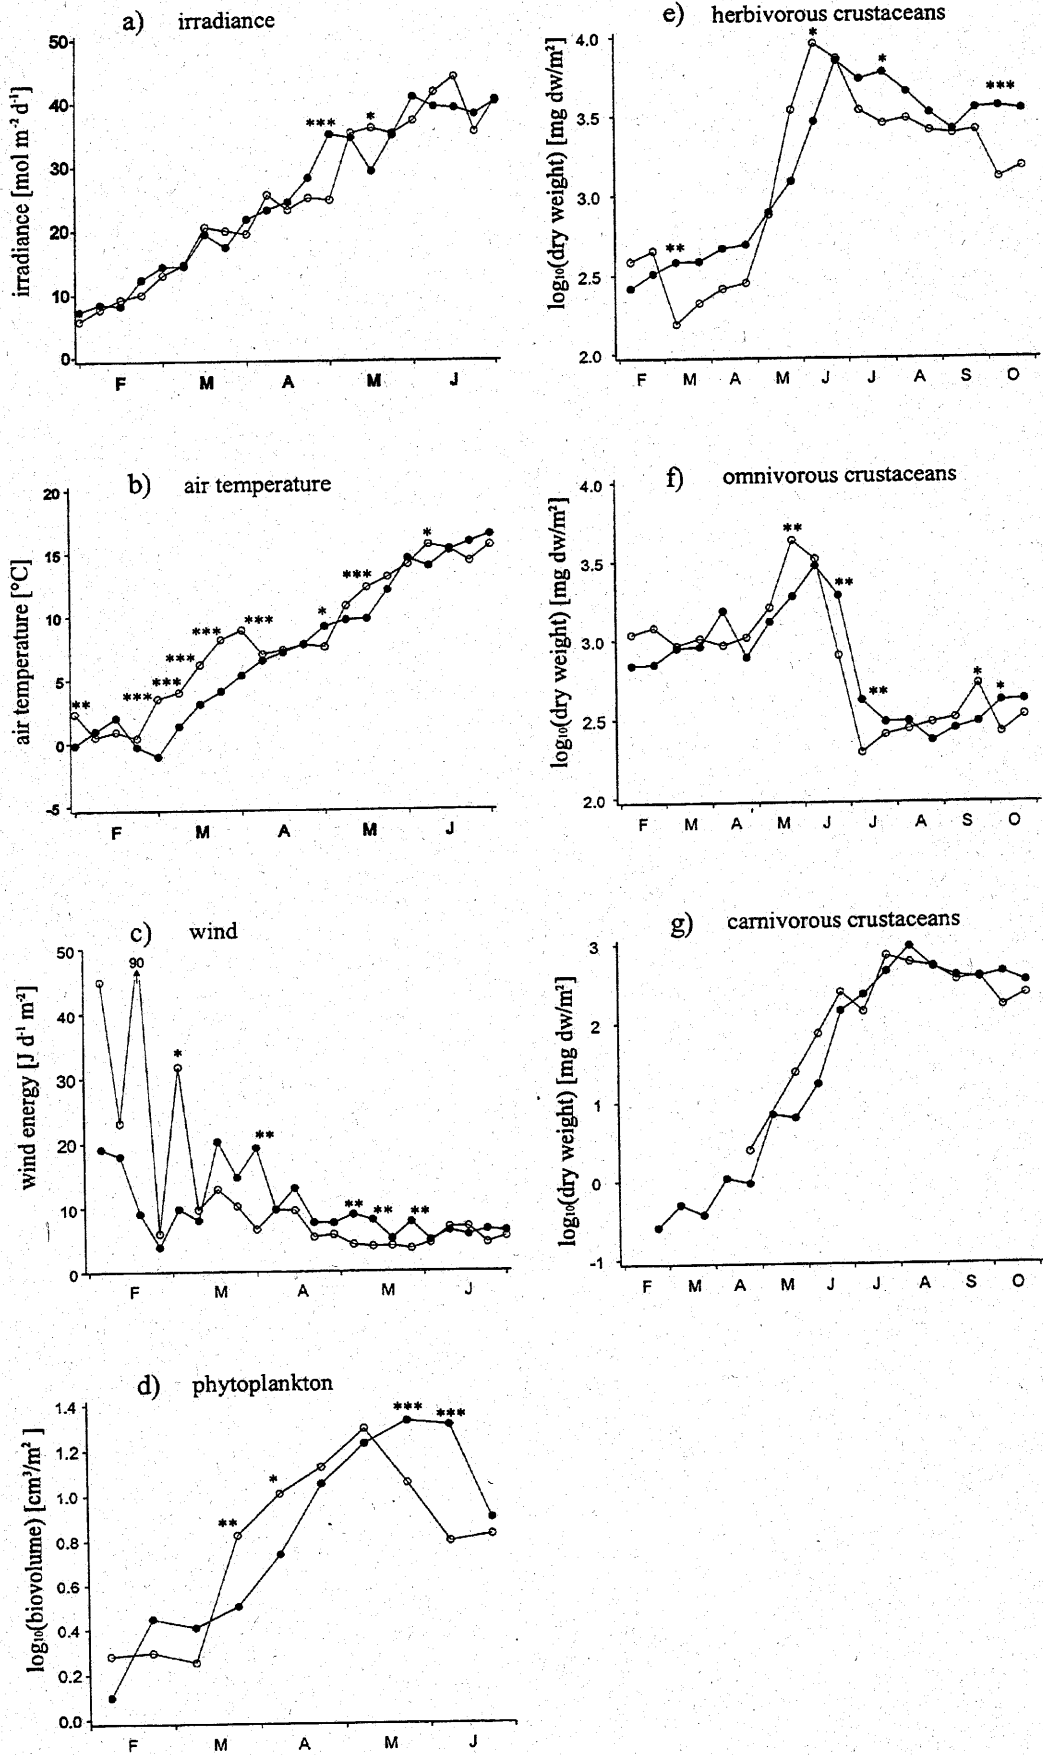 a) irradiance
irradiance [mol m⁻² d⁻¹]
50
40
30
20
10
0
*** *
F M A M J
b) air temperature
air temperature [°C]
20
15
10
5
0
-5
** *** *** *** *** *** * *** *
F M A M J
c) wind
wind energy [J d⁻¹ m⁻²]
50
40
30
20
10
0
90
* ** ** ** **
F M A M J
d) phytoplankton
log₁₀(biovolume) [cm³/m²]
1.4
1.2
1.0
0.8
0.6
0.4
0.2
0.0
** * *** ***
F M A M J
e) herbivorous crustaceans
log₁₀(dry weight) [mg dw/m²]
4.0
3.5
3.0
2.5
2.0
** * * ***
F M A M J J A S O
f) omnivorous crustaceans
log₁₀(dry weight) [mg dw/m²]
4.0
3.5
3.0
2.5
2.0
** ** ** * *
F M A M J J A S O
g) carnivorous crustaceans
log₁₀(dry weight) [mg dw/m²]
3
2
1
0
-1
F M A M J J A S O